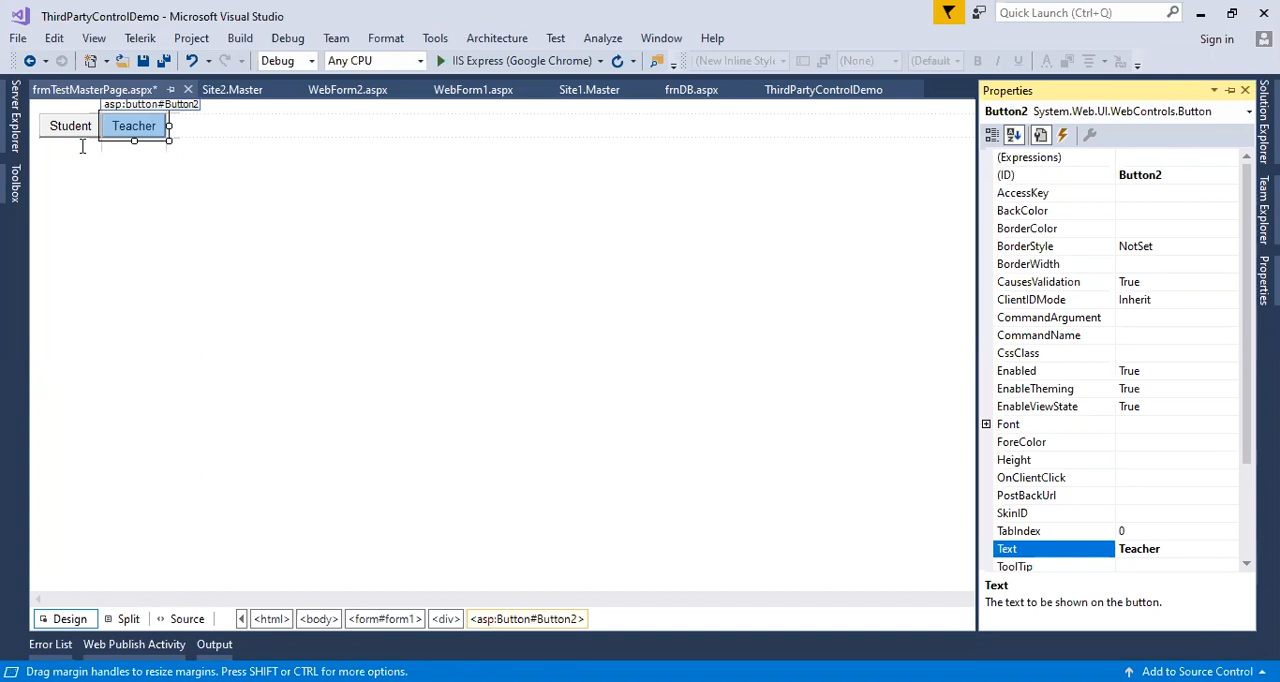 ThirdPartyControlDemo - Microsoft Visual Studio
Quick Launch (Ctrl+Q)
File Edit View Telerik Project Build Debug Team Format Tools Architecture Test Analyze Window Help
Sign in
Debug Any CPU IIS Express (Google Chrome) (New Inline Style (None) (Default B I U A
frmTestMasterPage.aspx* Site2.Master WebForm2.aspx WebForm1.aspx Site1.Master frnDB.aspx ThirdPartyControlDemo
asp:button#Button2
Student Teacher
Server Explorer
Toolbox
Properties
Button2 System.Web.UI.WebControls.Button
(Expressions)
(ID) Button2
AccessKey
BackColor
BorderColor
BorderStyle NotSet
BorderWidth
CausesValidation True
ClientIDMode Inherit
CommandArgument
CommandName
CssClass
Enabled True
EnableTheming True
EnableViewState True
Font
ForeColor
Height
OnClientClick
PostBackUrl
SkinID
TabIndex 0
Text Teacher
ToolTip
Text
The text to be shown on the button.
Solution Explorer
Team Explorer
Properties
Design Split Source <html> <body> <form#form1> <div> <asp:Button#Button2>
Error List Web Publish Activity Output
Drag margin handles to resize margins. Press SHIFT or CTRL for more options. Add to Source Control